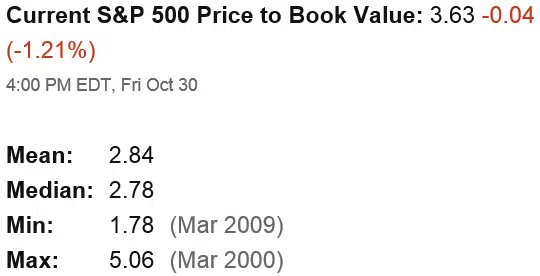 Current S&P 500 Price to Book Value: 3.63 -0.04
(-1.21%)
4:00 PM EDT, Fri Oct 30
Mean: 2.84
Median: 2.78
Min: 1.78 (Mar 2009)
Max: 5.06 (Mar 2000)